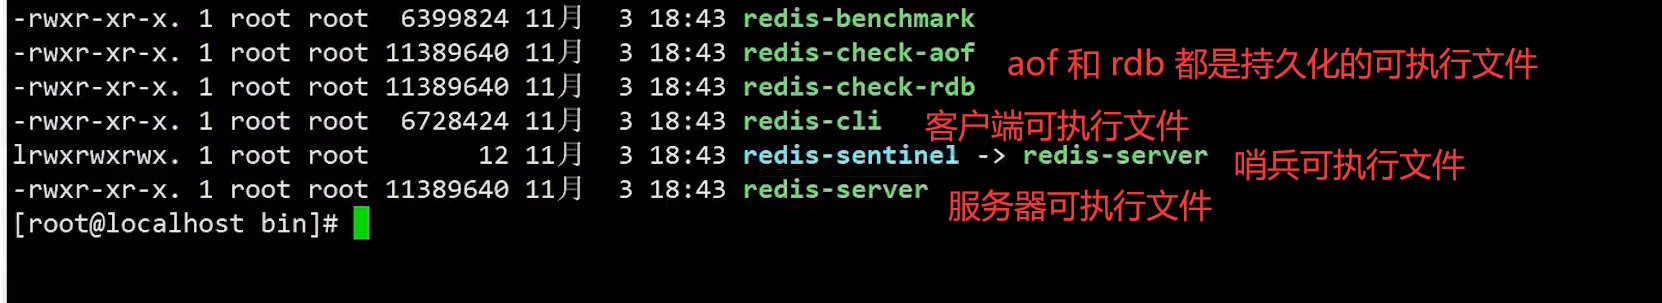 -rwxr-xr-x. 1 root root  6399824 11月  3 18:43 redis-benchmark
-rwxr-xr-x. 1 root root 11389640 11月  3 18:43 redis-check-aof
aof 和 rdb 都是持久化的可执行文件
-rwxr-xr-x. 1 root root 11389640 11月  3 18:43 redis-check-rdb
-rwxr-xr-x. 1 root root  6728424 11月  3 18:43 redis-cli 客户端可执行文件
lrwxrwxrwx. 1 root root       12 11月  3 18:43 redis-sentinel -> redis-server 哨兵可执行文件
-rwxr-xr-x. 1 root root 11389640 11月  3 18:43 redis-server 服务器可执行文件
[root@localhost bin]#